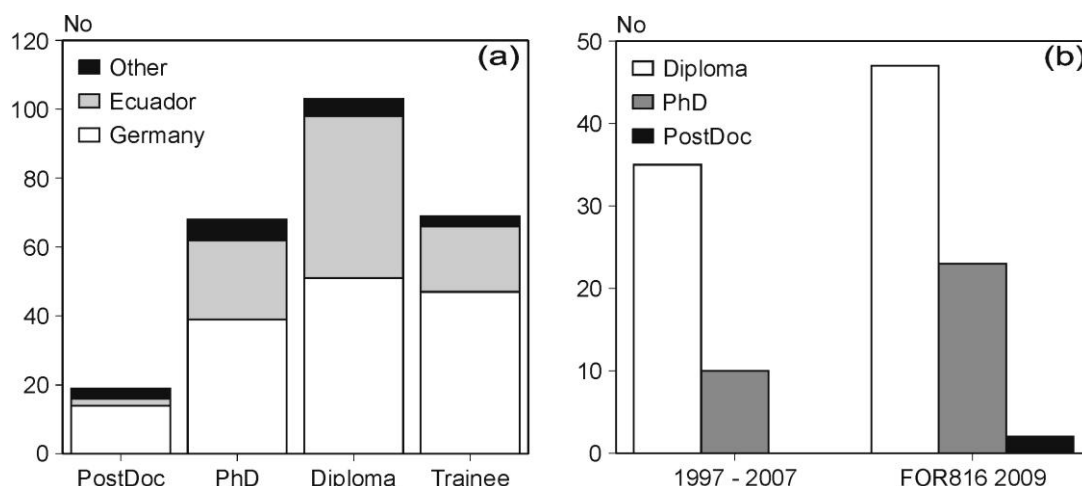 No
120
100
80
60
40
20
0
(a)
Other
Ecuador
Germany
PostDoc PhD Diploma Trainee
No
50
40
30
20
10
0
(b)
Diploma
PhD
PostDoc
1997 - 2007 FOR816 2009